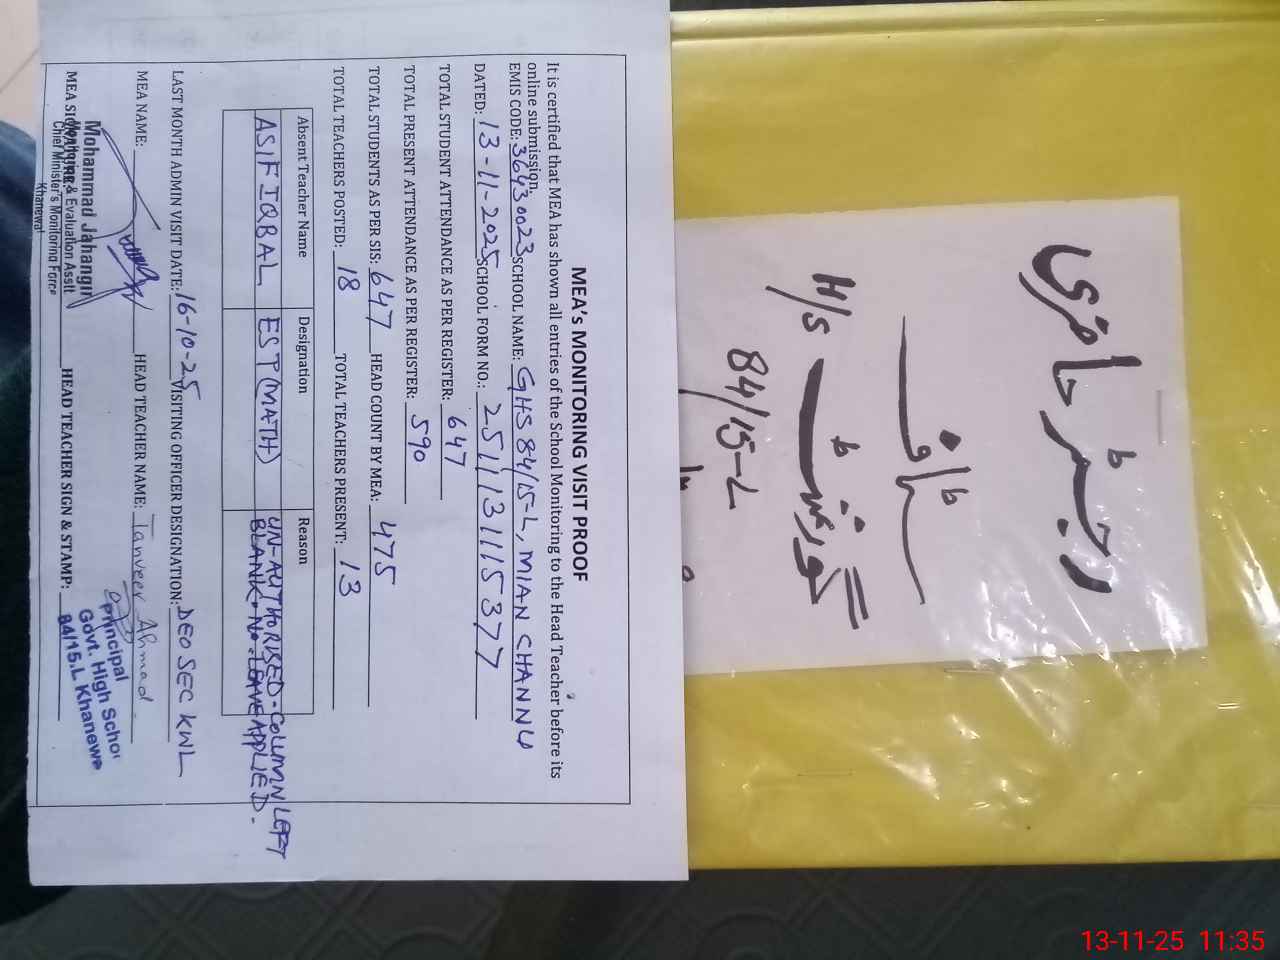 MEA's MONITORING VISIT PROOF
It is certified that MEA has shown all entries of the School Monitoring to the Head Teacher before its
online submission.
EMIS CODE: 36430023 SCHOOL NAME: GHS 84/15-L, MIAN CHANNU
DATED: 13-11-2025 SCHOOL FORM NO.: 2511131115377
TOTAL STUDENT ATTENDANCE AS PER REGISTER: 647
TOTAL PRESENT ATTENDANCE AS PER REGISTER: 590
TOTAL STUDENTS AS PER SIS: 647 HEAD COUNT BY MEA: 475
TOTAL TEACHERS POSTED: 18 TOTAL TEACHERS PRESENT: 13
Absent Teacher Name Designation Reason
ASIF IQBAL EST (MATH) UN-AUTHORISED-COLUMN LEFT
BLANK. No LEAVE APPLIED.
LAST MONTH ADMIN VISIT DATE: 16-10-25 VISITING OFFICER DESIGNATION: DEO SEC KWL
MEA NAME: HEAD TEACHER NAME: Tanveer Ahmad
MEA SIGNATURE HEAD TEACHER SIGN & STAMP:
Mohammad Jahangir
Monitoring & Evaluation Asstt
Chief Minister's Monitoring Force
Khanewal
Principal
Govt. High School
84/15.L Khanewa
رجسٹر حاضری
سٹاف
گورنمنٹ H/S
84/15-L
13-11-25 11:35